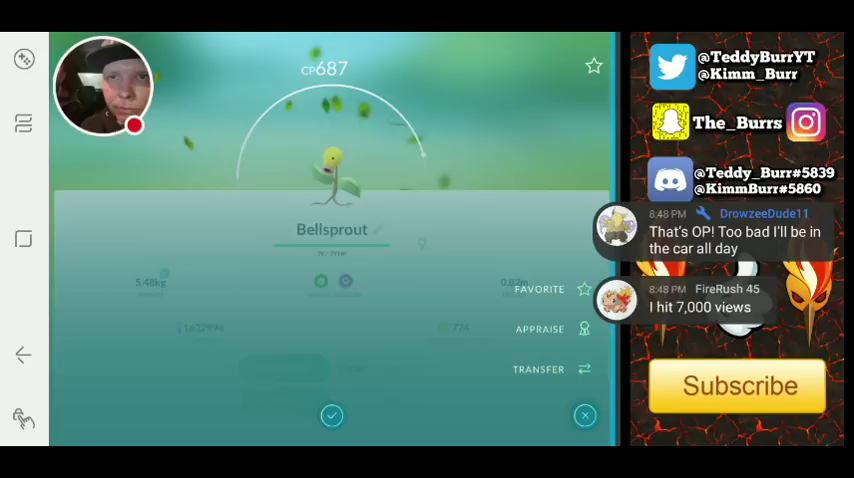 CP687
Bellsprout
5.48kg
0.82m
1632996
774
FAVORITE
APPRAISE
TRANSFER
@TeddyBurrYT
@Kimm_Burr
The_Burrs
@Teddy_Burr#5839
@KimmBurr#5860
8:48 PM DrowzeeDude11
That's OP! Too bad I'll be in
the car all day
8:48 PM FireRush 45
I hit 7,000 views
Subscribe